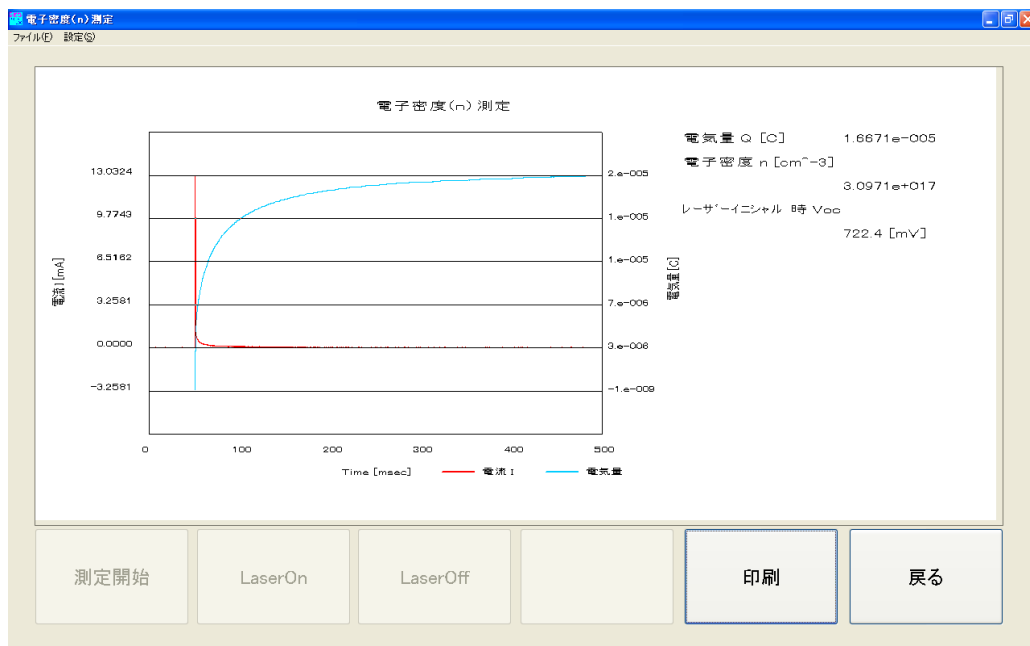 電子密度(n)測定
ファイル(F) 設定(S)
電子密度(n)測定
電流I[mA]
13.0324
9.7743
6.5162
3.2581
0.0000
-3.2581
2.e-005
1.e-005
1.e-005
7.e-006
3.e-006
-1.e-009
電気量[C]
0 100 200 300 400 500
Time [msec] 電流 I 電気量
電気量 Q [C] 1.6671e-005
電子密度 n [cm^-3]
3.0971e+017
レーザーイニシャル 時 Voc
722.4 [mV]
測定開始 LaserOn LaserOff 印刷 戻る